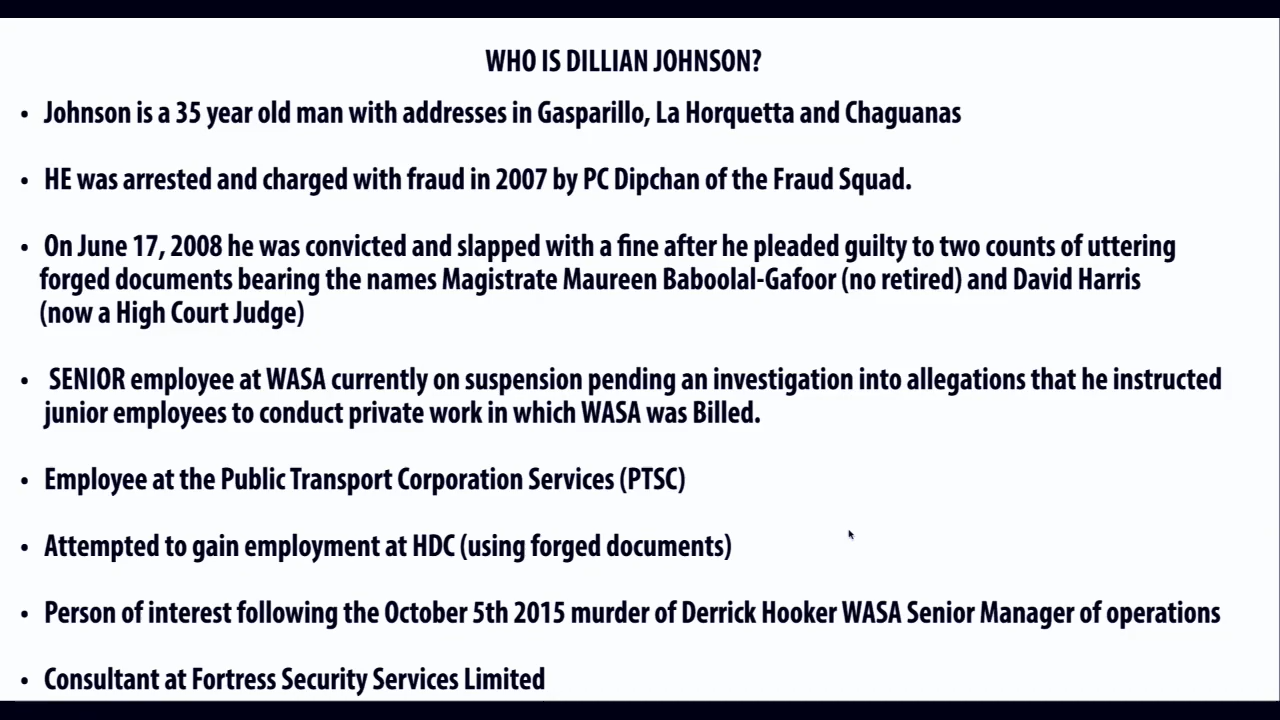 WHO IS DILLIAN JOHNSON?
• Johnson is a 35 year old man with addresses in Gasparillo, La Horquetta and Chaguanas
• HE was arrested and charged with fraud in 2007 by PC Dipchan of the Fraud Squad.
• On June 17, 2008 he was convicted and slapped with a fine after he pleaded guilty to two counts of uttering
forged documents bearing the names Magistrate Maureen Baboolal-Gafoor (no retired) and David Harris
(now a High Court Judge)
• SENIOR employee at WASA currently on suspension pending an investigation into allegations that he instructed
junior employees to conduct private work in which WASA was Billed.
• Employee at the Public Transport Corporation Services (PTSC)
• Attempted to gain employment at HDC (using forged documents)
• Person of interest following the October 5th 2015 murder of Derrick Hooker WASA Senior Manager of operations
• Consultant at Fortress Security Services Limited